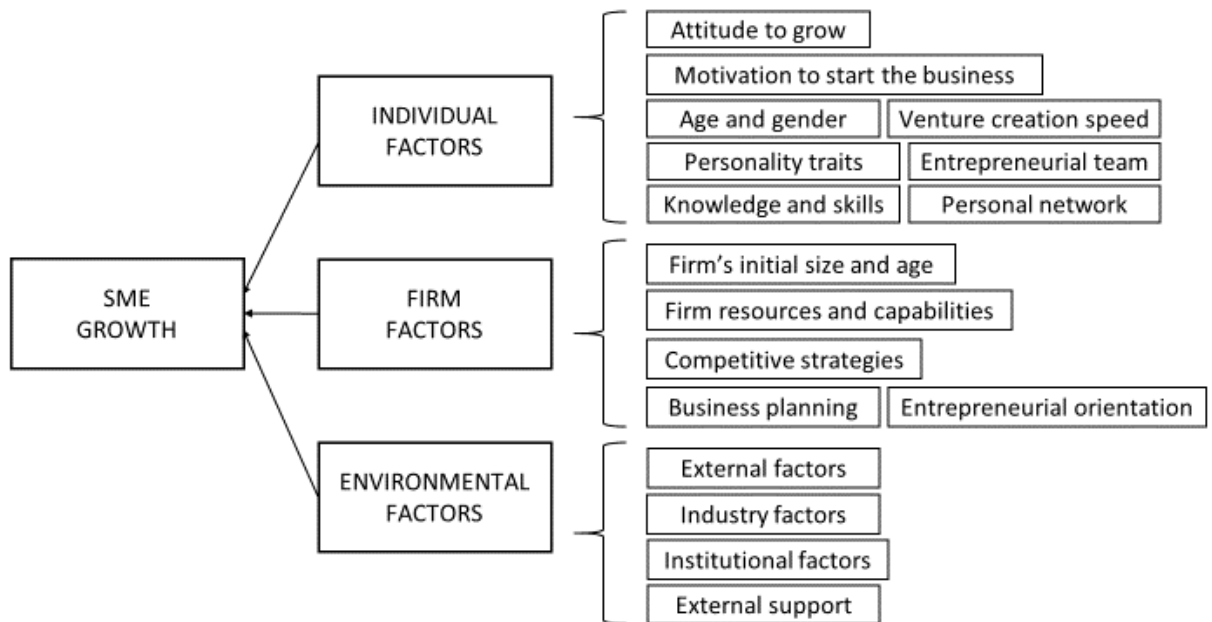 SME
GROWTH
INDIVIDUAL
FACTORS
Attitude to grow
Motivation to start the business
Age and gender
Venture creation speed
Personality traits
Entrepreneurial team
Knowledge and skills
Personal network
FIRM
FACTORS
Firm's initial size and age
Firm resources and capabilities
Competitive strategies
Business planning
Entrepreneurial orientation
ENVIRONMENTAL
FACTORS
External factors
Industry factors
Institutional factors
External support